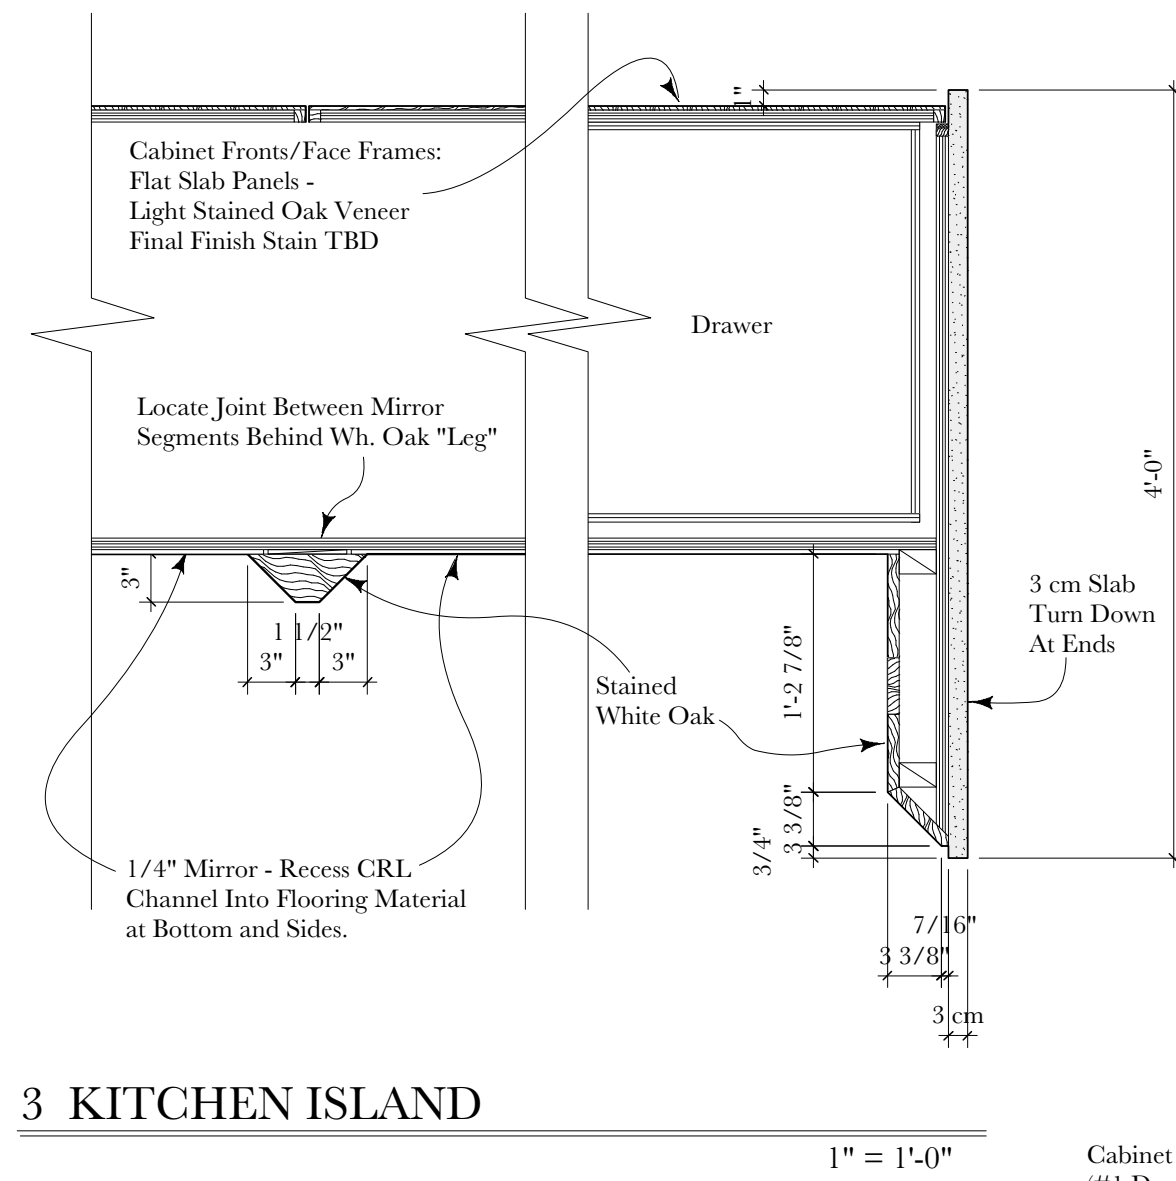 1"
Cabinet Fronts/Face Frames:
Flat Slab Panels -
Light Stained Oak Veneer
Final Finish Stain TBD
Drawer
Locate Joint Between Mirror
Segments Behind Wh. Oak "Leg"
4'-0"
3"
1 1/2"
3" 3"
3 cm Slab
Turn Down
At Ends
1'-2 7/8"
Stained
White Oak
3 3/8"
3/4"
1/4" Mirror - Recess CRL
Channel Into Flooring Material
at Bottom and Sides.
7/16"
3 3/8"
3 cm
3 KITCHEN ISLAND
1" = 1'-0"
Cabinet